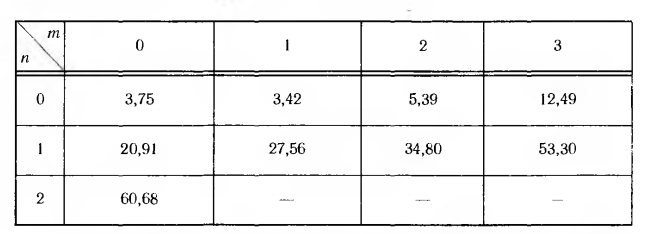 m
n 0 1 2 3
0 3,75 3,42 5,39 12,49
1 20,91 27,56 34,80 53,30
2 60,68 — — —